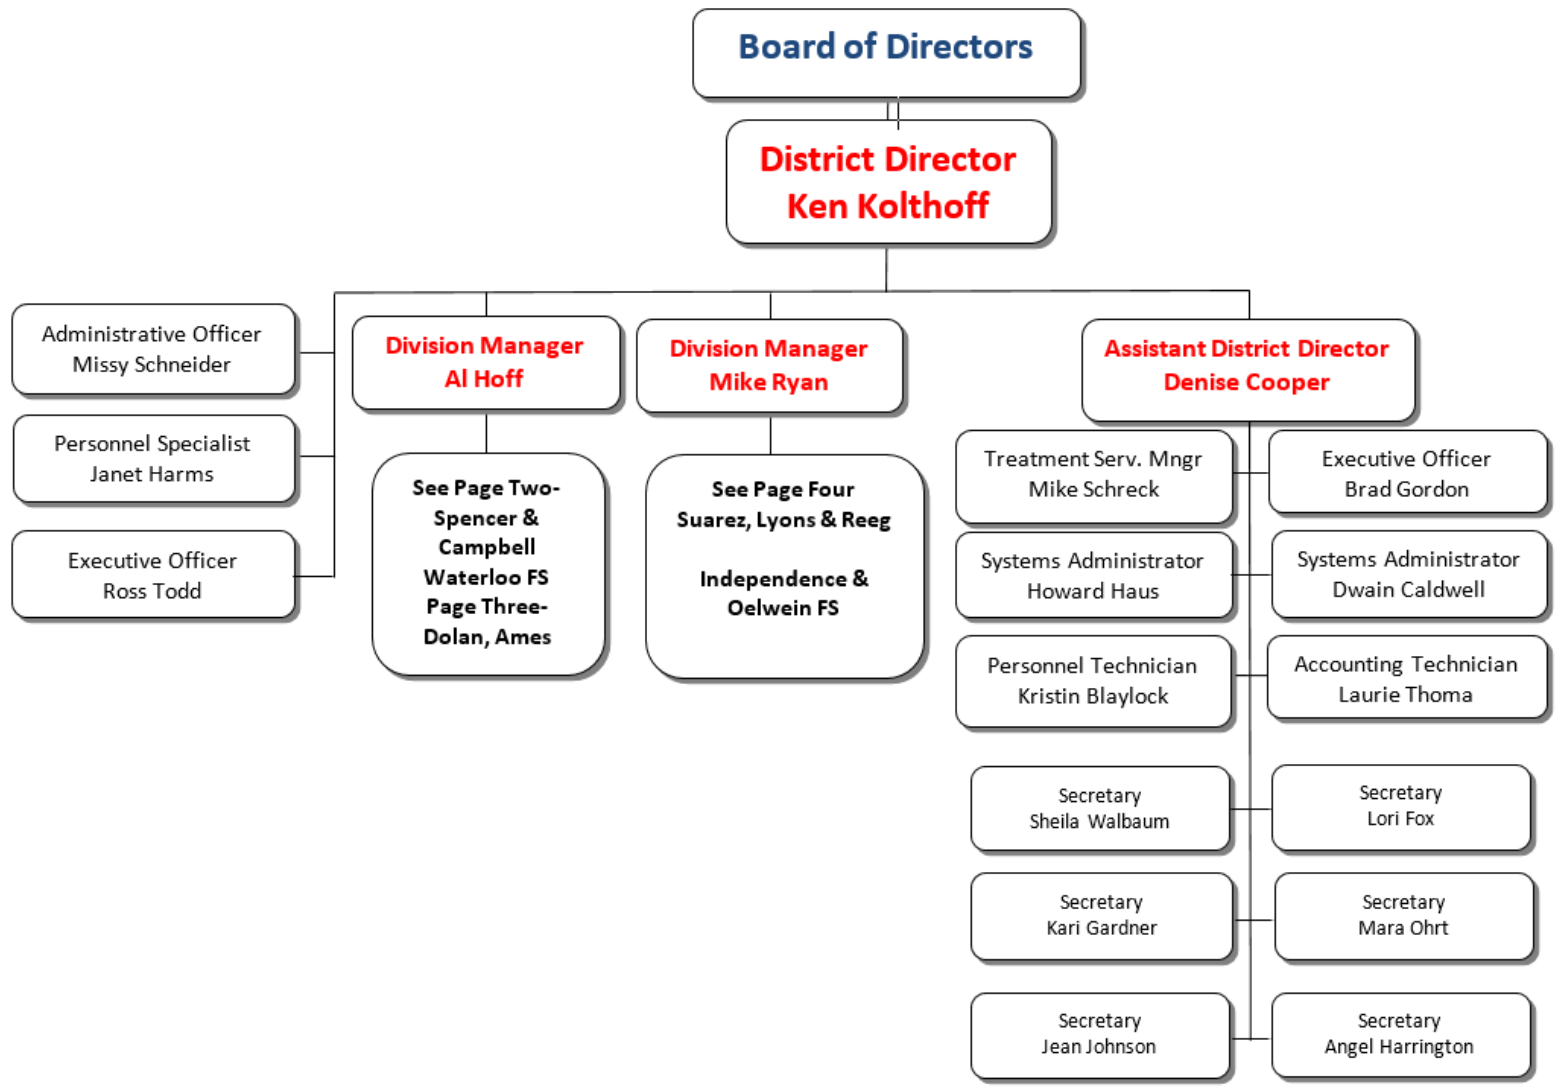 Board of Directors
District Director
Ken Kolthoff
Administrative Officer
Missy Schneider
Personnel Specialist
Janet Harms
Executive Officer
Ross Todd
Division Manager
Al Hoff
See Page Two-
Spencer &
Campbell
Waterloo FS
Page Three-
Dolan, Ames
Division Manager
Mike Ryan
See Page Four
Suarez, Lyons & Reeg
Independence &
Oelwein FS
Assistant District Director
Denise Cooper
Treatment Serv. Mngr
Mike Schreck
Executive Officer
Brad Gordon
Systems Administrator
Howard Haus
Systems Administrator
Dwain Caldwell
Personnel Technician
Kristin Blaylock
Accounting Technician
Laurie Thoma
Secretary
Sheila Walbaum
Secretary
Lori Fox
Secretary
Kari Gardner
Secretary
Mara Ohrt
Secretary
Jean Johnson
Secretary
Angel Harrington